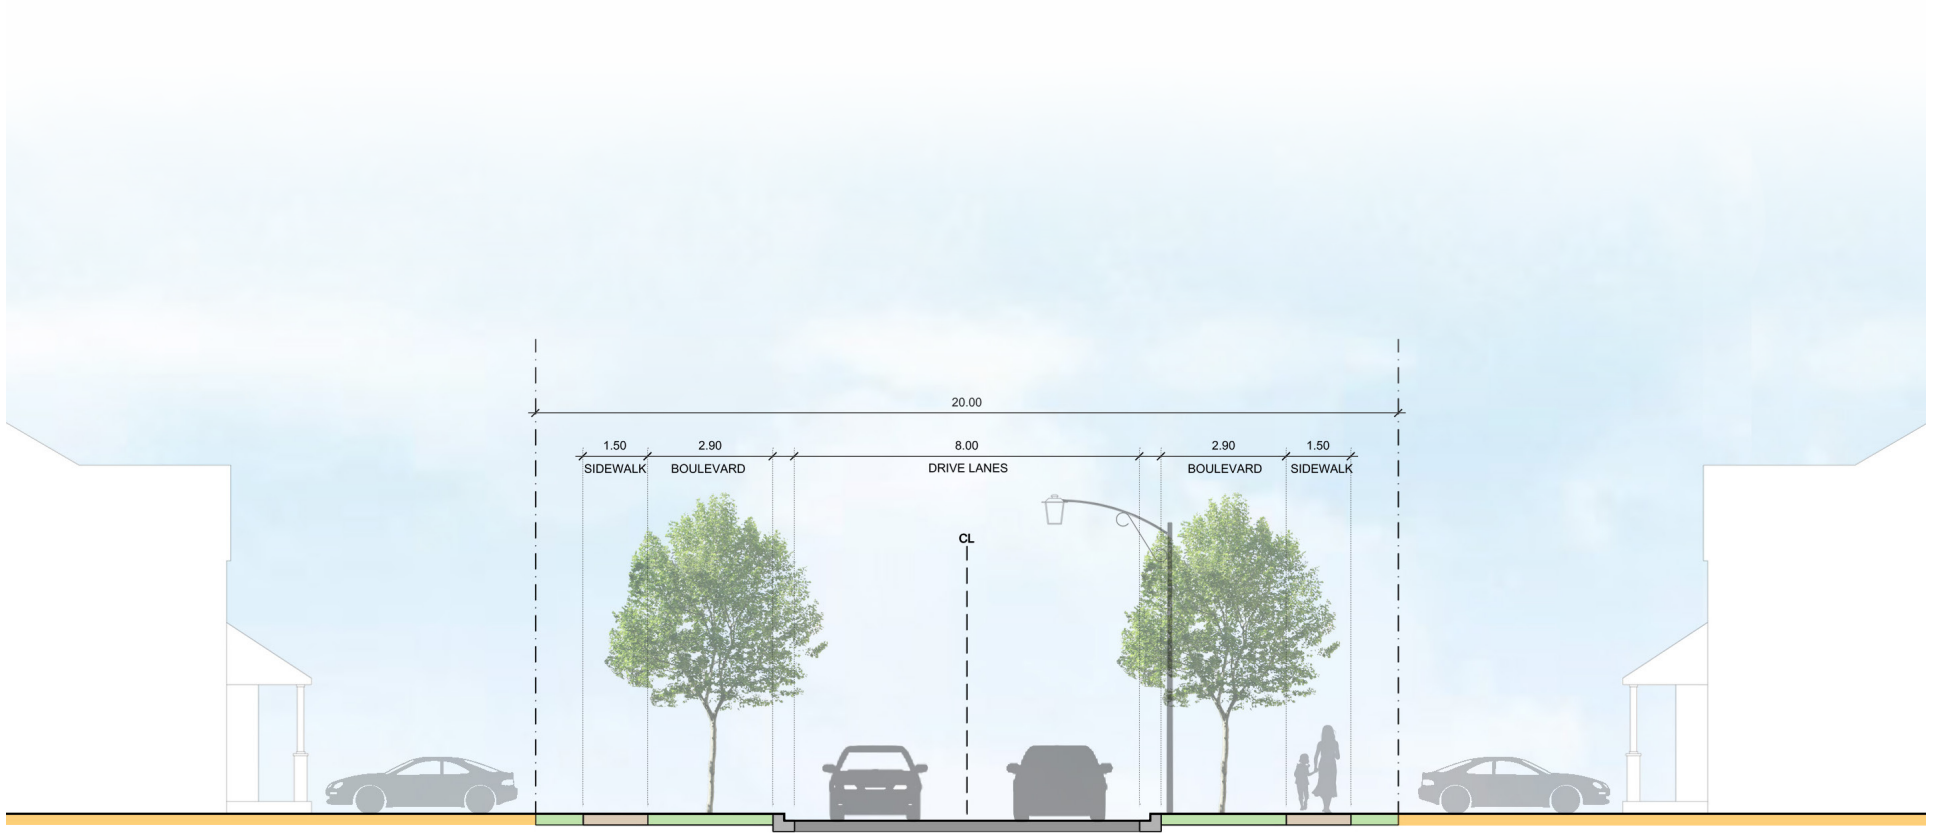 20.00
1.50 2.90 8.00 2.90 1.50
SIDEWALK BOULEVARD DRIVE LANES BOULEVARD SIDEWALK
CL